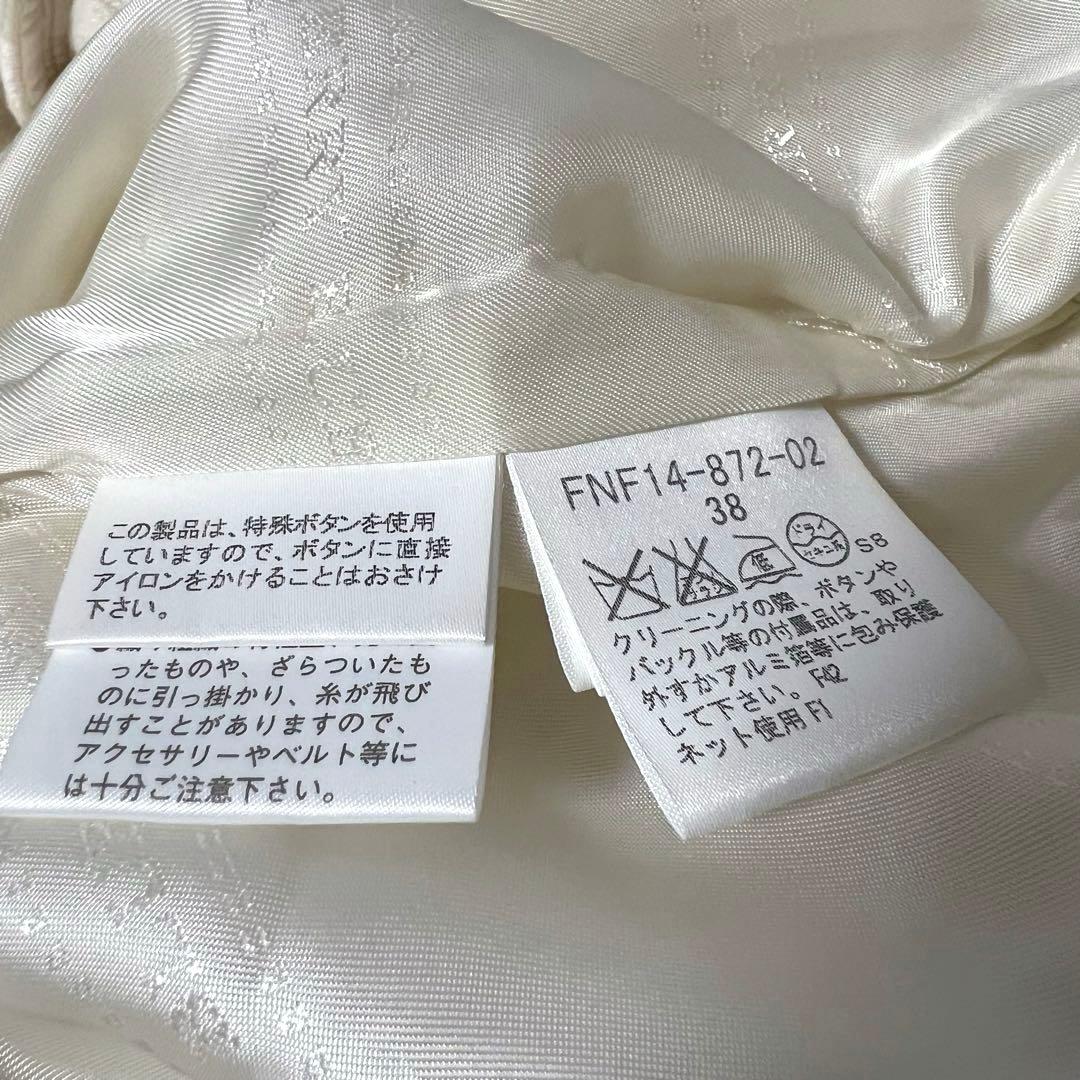 この製品は、特殊ボタンを使用
していますので、ボタンに直接
アイロンをかけることはおさけ
下さい。
ったものや、ざらついたも
のに引っ掛かり、糸が飛び
出すことがありますので、
アクセサリーやベルト等に
は十分ご注意下さい。
FNF14-872-02
38
エンソ
サラシ
低
ドライ
セキユ系
S8
クリーニングの際、ボタンや
バックル等の付属品は、取り
外すかアルミ箔等に包み保護
して下さい。F42
ネット使用 F1